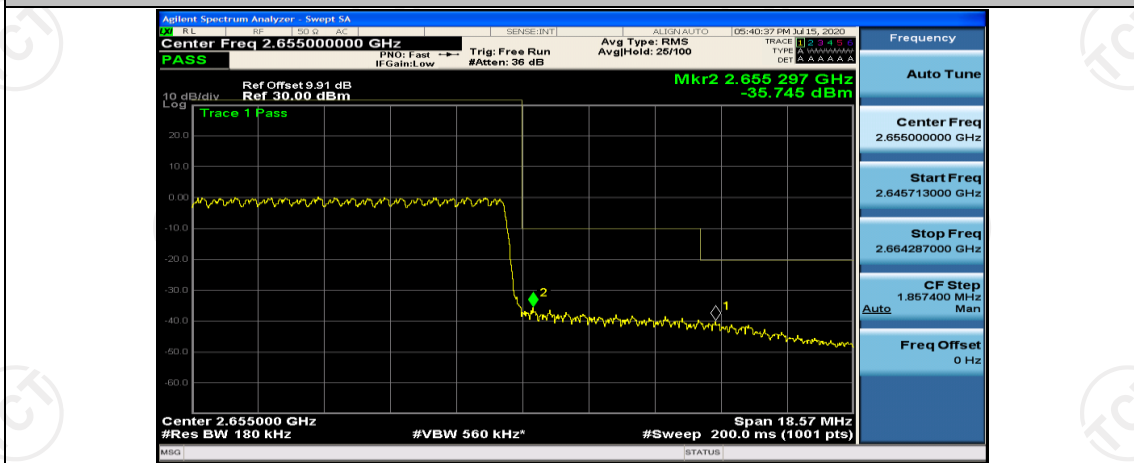 Agilent Spectrum Analyzer - Swept SA
LXI RL RF 50 Ω AC SENSE:INT ALIGN AUTO 05:40:37 PM Jul 15, 2020
Center Freq 2.655000000 GHz
PNO: Fast
IFGain:Low
Trig: Free Run
#Atten: 36 dB
Avg Type: RMS
Avg|Hold: 25/100
TRACE 1 2 3 4 5 6
TYPE A WWWWW
DET A A A A A A
PASS
Mkr2 2.655 297 GHz
-35.745 dBm
Ref Offset 9.91 dB
10 dB/div Ref 30.00 dBm
Log
Trace 1 Pass
20.0
10.0
0.00
-10.0
-20.0
-30.0
-40.0
-50.0
-60.0
2
1
Center 2.655000 GHz
Span 18.57 MHz
#Res BW 180 kHz
#VBW 560 kHz*
#Sweep 200.0 ms (1001 pts)
MSG
STATUS
Frequency
Auto Tune
Center Freq
2.655000000 GHz
Start Freq
2.645713000 GHz
Stop Freq
2.664287000 GHz
CF Step
1.857400 MHz
Auto Man
Freq Offset
0 Hz
TCT